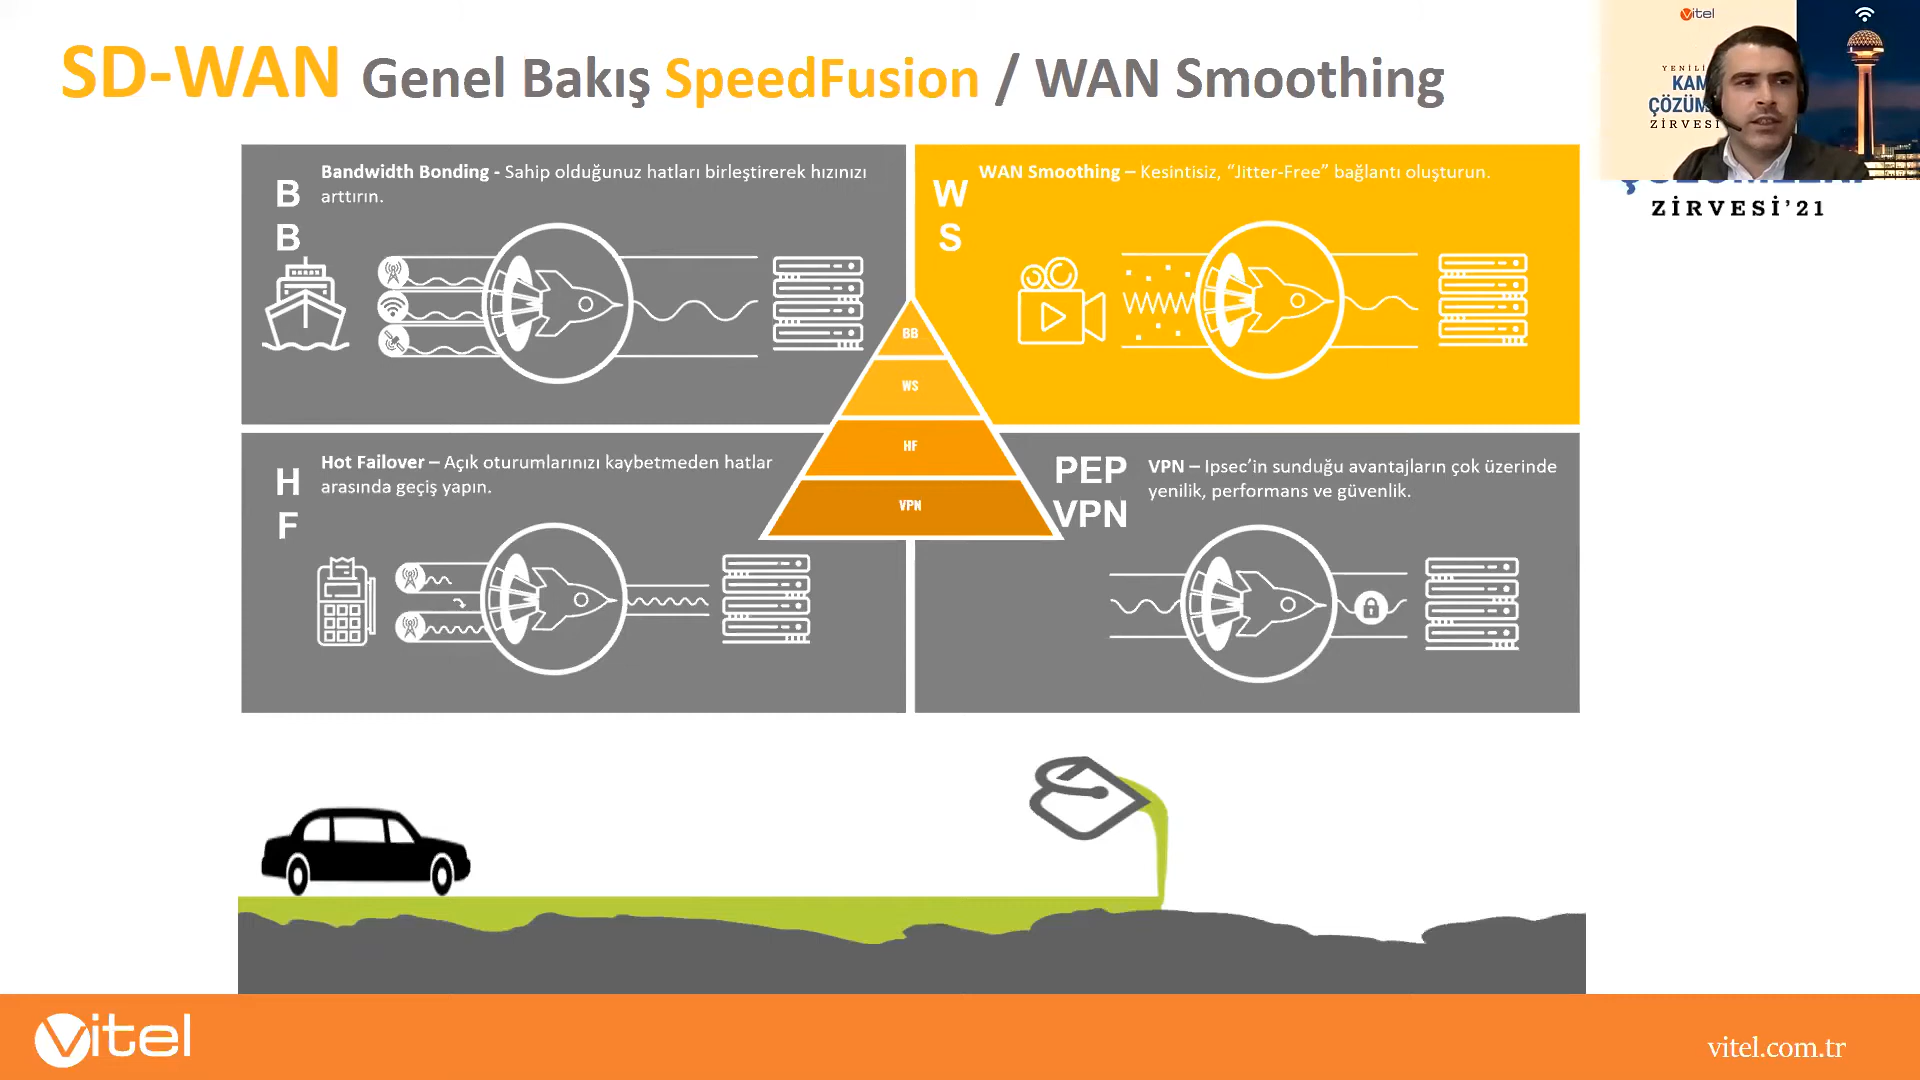 SD-WAN Genel Bakış SpeedFusion / WAN Smoothing
vitel
KAM
ZİRVESİ
ZİRVESİ’21
B
B
Bandwidth Bonding - Sahip olduğunuz hatları birleştirerek hızınızı
arttırın.
W
S
WAN Smoothing – Kesintisiz, “Jitter-Free” bağlantı oluşturun.
BB
WS
HF
VPN
H
F
Hot Failover – Açık oturumlarınızı kaybetmeden hatlar
arasında geçiş yapın.
PEP
VPN
VPN – Ipsec’in sunduğu avantajların çok üzerinde
yenilik, performans ve güvenlik.
vitel
vitel.com.tr